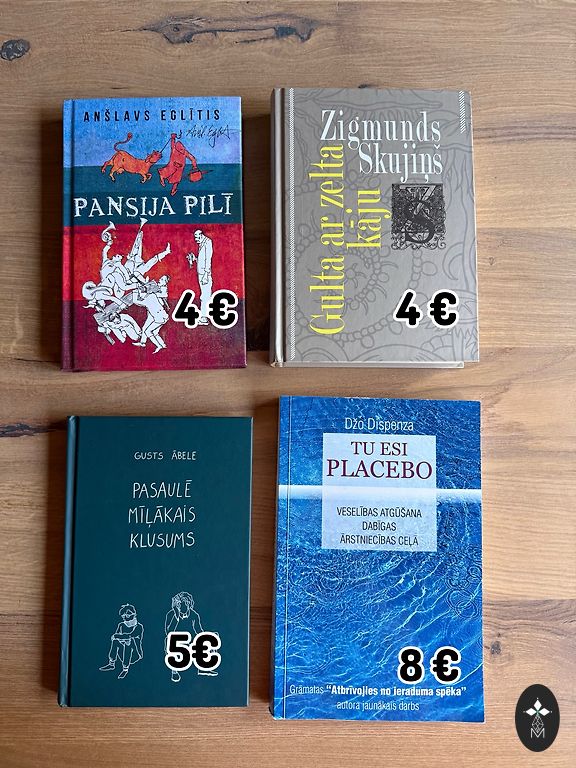 ANŠLAVS EGLĪTIS
PANSIJA PILĪ
4 €
Zigmunds
Skujiņš
Gulta ar zelta
kāju
4 €
GUSTS ĀBELE
PASAULĒ
MĪĻĀKAIS
KLUSUMS
5€
Džo Dispenza
TU ESI
PLACEBO
VESELĪBAS ATGŪŠANA
DABĪGAS
ĀRSTNIECĪBAS CEĻĀ
8 €
Grāmatas "Atbrīvojies no ieraduma spēka"
autora jaunākais darbs
M